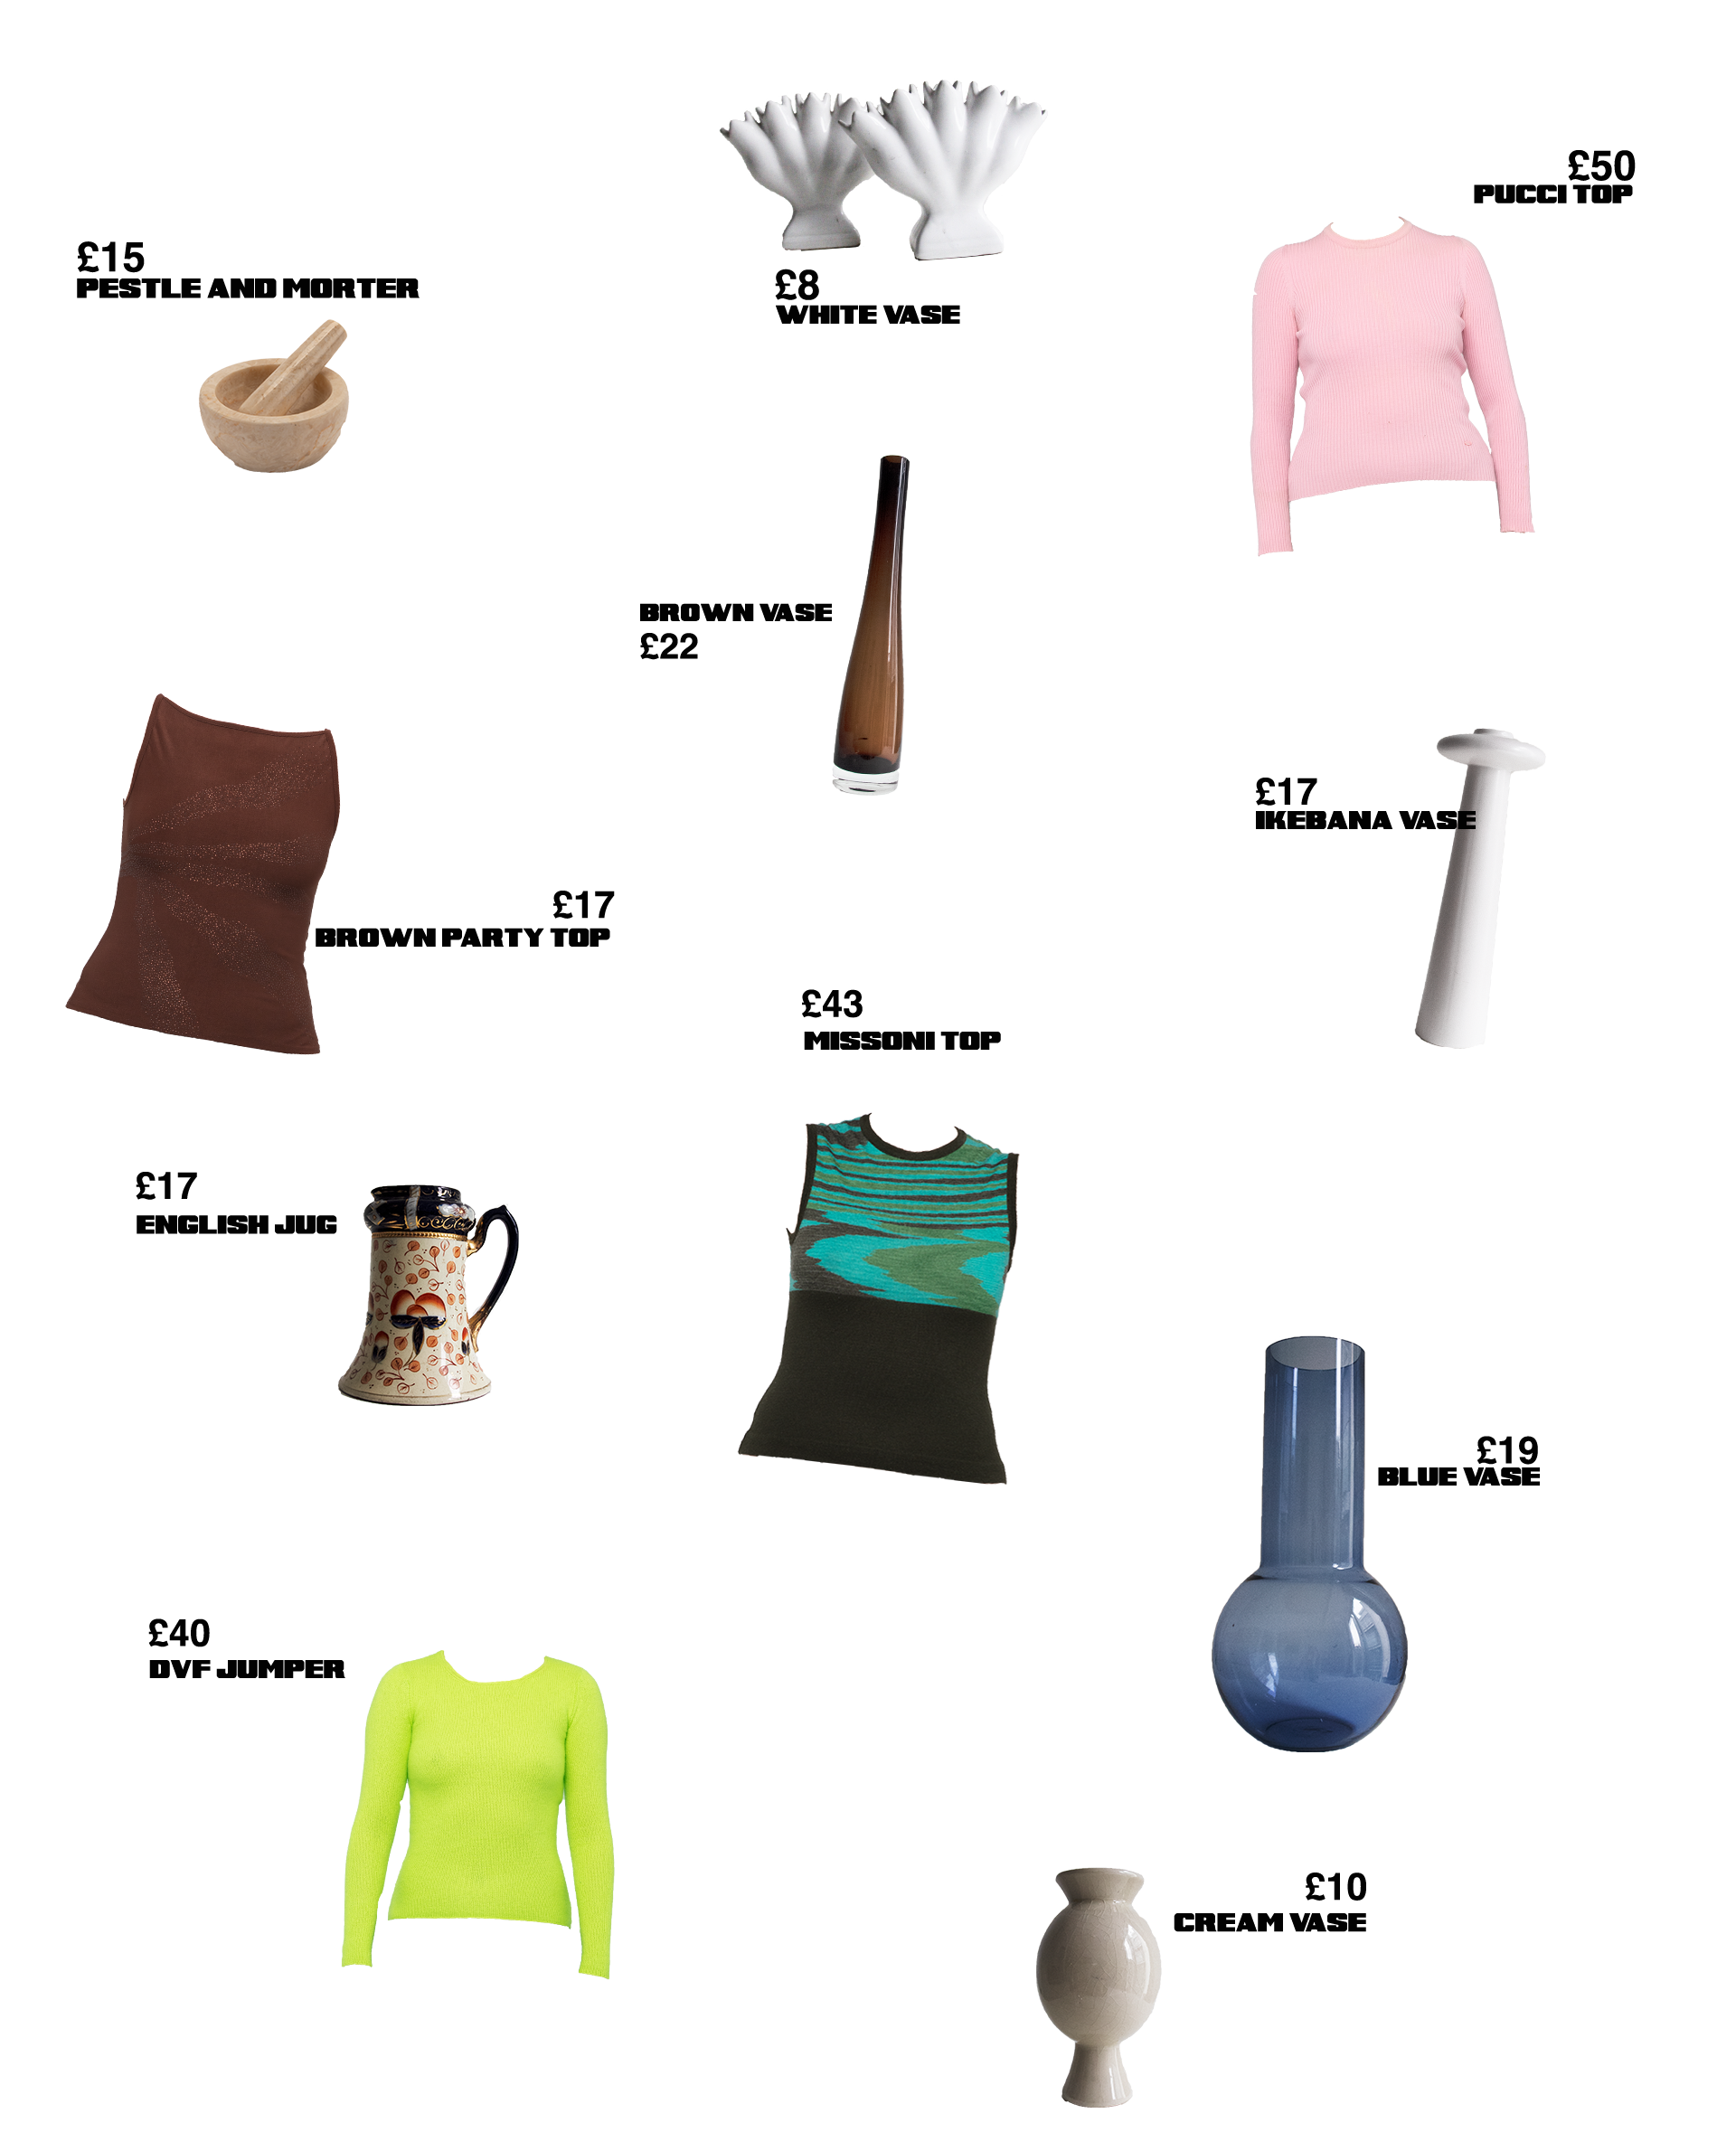 £50
PUCCI TOP
£15
PESTLE AND MORTER
£8
WHITE VASE
BROWN VASE
£22
£17
IKEBANA VASE
£17
BROWN PARTY TOP
£43
MISSONI TOP
£17
ENGLISH JUG
£19
BLUE VASE
£40
DVF JUMPER
£10
CREAM VASE